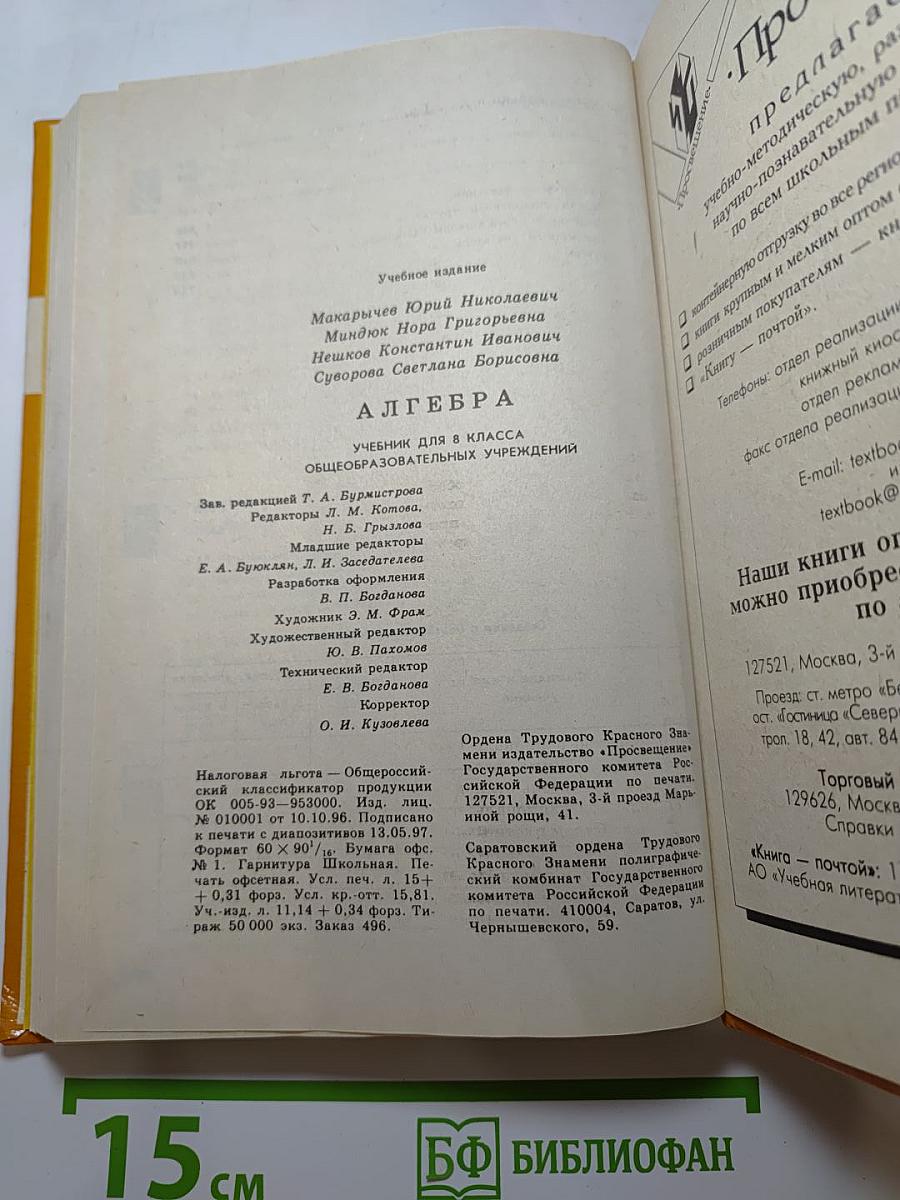 Учебное издание
Макарычев Юрий Николаевич
Миндюк Нора Григорьевна
Нешков Константин Иванович
Суворова Светлана Борисовна
АЛГЕБРА
УЧЕБНИК ДЛЯ 8 КЛАССА
ОБЩЕОБРАЗОВАТЕЛЬНЫХ УЧРЕЖДЕНИЙ
Зав. редакцией Т. А. Бурмистрова
Редакторы Л. М. Котова,
Н. Б. Грызлова
Младшие редакторы
Е. А. Буюклян, Л. И. Заседателева
Разработка оформления
В. П. Богданова
Художник Э. М. Фрам
Художественный редактор
Ю. В. Пахомов
Технический редактор
Е. В. Богданова
Корректор
О. И. Кузовлева
Налоговая льгота — Общероссий-
ский классификатор продукции
ОК 005-93—953000. Изд. лиц.
№ 010001 от 10.10.96. Подписано
к печати с диапозитивов 13.05.97.
Формат 60 × 90 1/16. Бумага офс.
№ 1. Гарнитура Школьная. Пе-
чать офсетная. Усл. печ. л. 15+
+ 0,31 форз. Усл. кр.-отт. 15,81.
Уч.-изд. л. 11,14 + 0,34 форз. Ти-
раж 50 000 экз. Заказ 496.
Ордена Трудового Красного Зна-
мени издательство «Просвещение»
Государственного комитета Рос-
сийской Федерации по печати.
127521, Москва, 3-й проезд Марь-
иной рощи, 41.
Саратовский ордена Трудового
Красного Знамени полиграфиче-
ский комбинат Государственного
комитета Российской Федерации
по печати. 410004, Саратов, ул.
Чернышевского, 59.
«Просвещение»
предлагае
учебно-методическую, ра
научно-познавательную
по всем школьным п
контейнерную отгрузку во все реги
книги крупным и мелким оптом
розничным покупателям — кн
«Книгу — почтой».
Телефоны: отдел реализации
книжный киос
отдел реклам
факс отдела реализац
E-mail: textbo
textbook@
Наши книги оп
можно приобре
по
127521, Москва, 3-й
Проезд: ст. метро «Бе
ост. «Гостиница «Север
трол. 18, 42, авт. 84
Торговый
129626, Москв
Справки
«Книга — почтой»: 1
АО «Учебная литерат
15 см
БФ БИБЛИОФАН